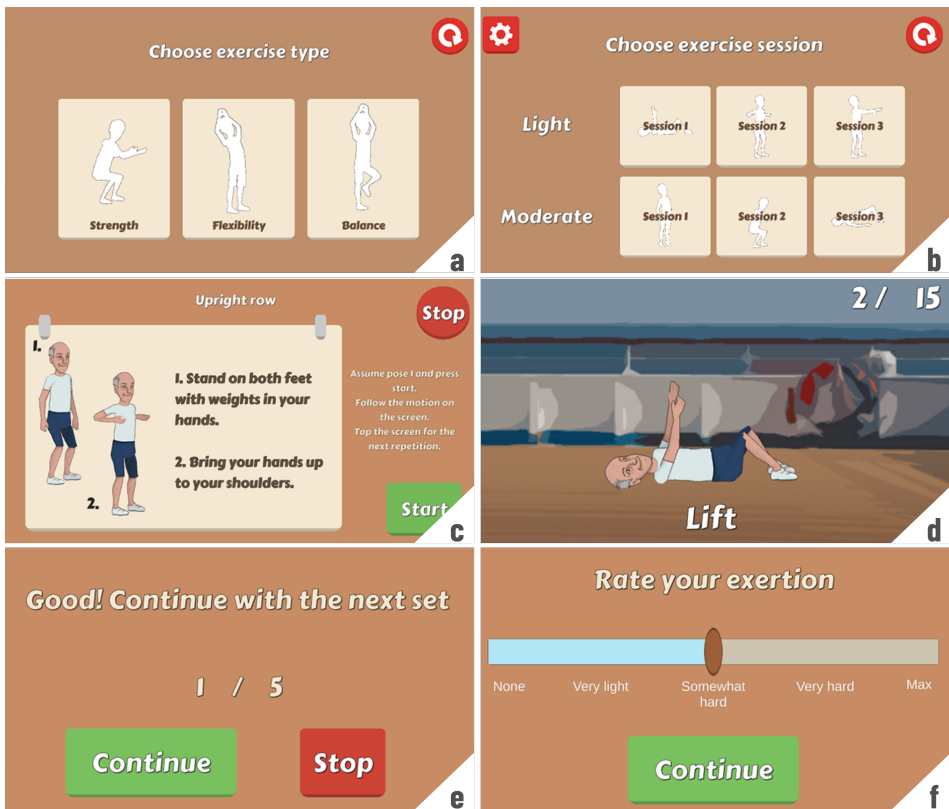 Choose exercise type
Strength
Flexibility
Balance
a
Choose exercise session
Light
Session 1
Session 2
Session 3
Moderate
Session 1
Session 2
Session 3
b
Upright row
Stop
1.
2.
1. Stand on both feet
with weights in your
hands.
2. Bring your hands up
to your shoulders.
Assume pose 1 and press
start.
Follow the motion on
the screen.
Tap the screen for the
next repetition.
Start
c
2 / 15
Lift
d
Good! Continue with the next set
1 / 5
Continue
Stop
e
Rate your exertion
None
Very light
Somewhat
hard
Very hard
Max
Continue
f